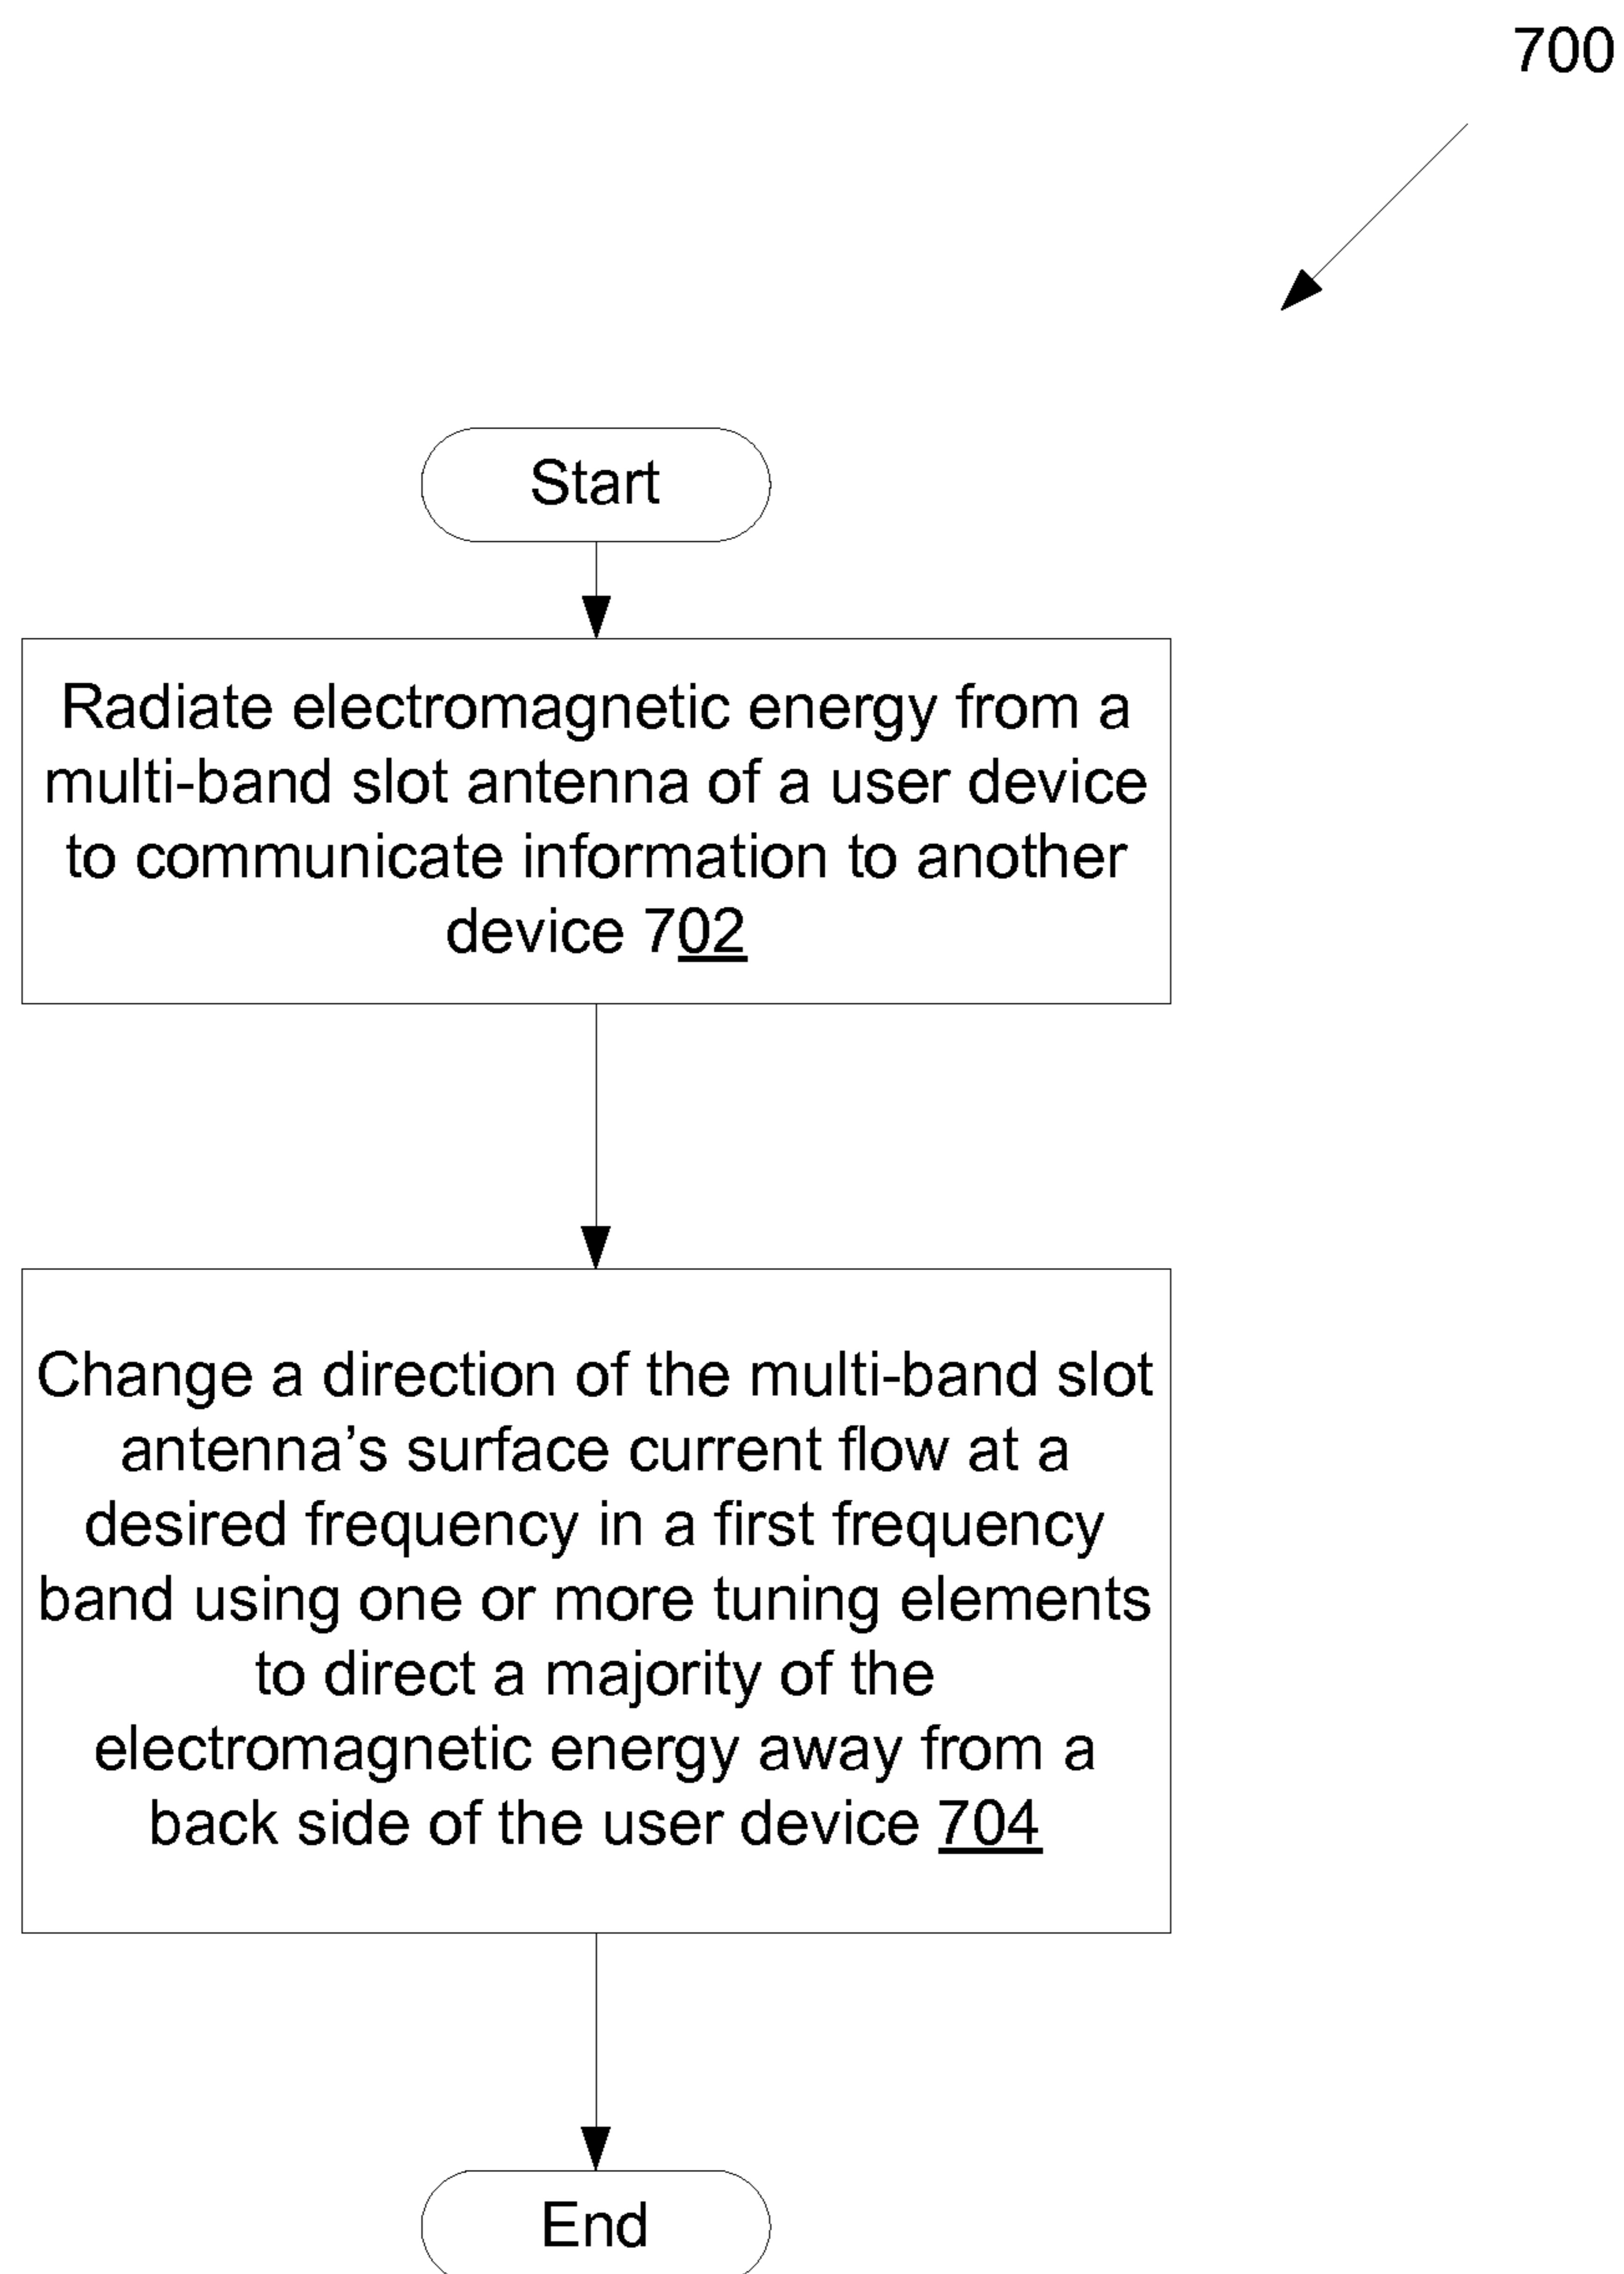 700
Start
Radiate electromagnetic energy from a
multi-band slot antenna of a user device
to communicate information to another
device 702
Change a direction of the multi-band slot
antenna’s surface current flow at a
desired frequency in a first frequency
band using one or more tuning elements
to direct a majority of the
electromagnetic energy away from a
back side of the user device 704
End